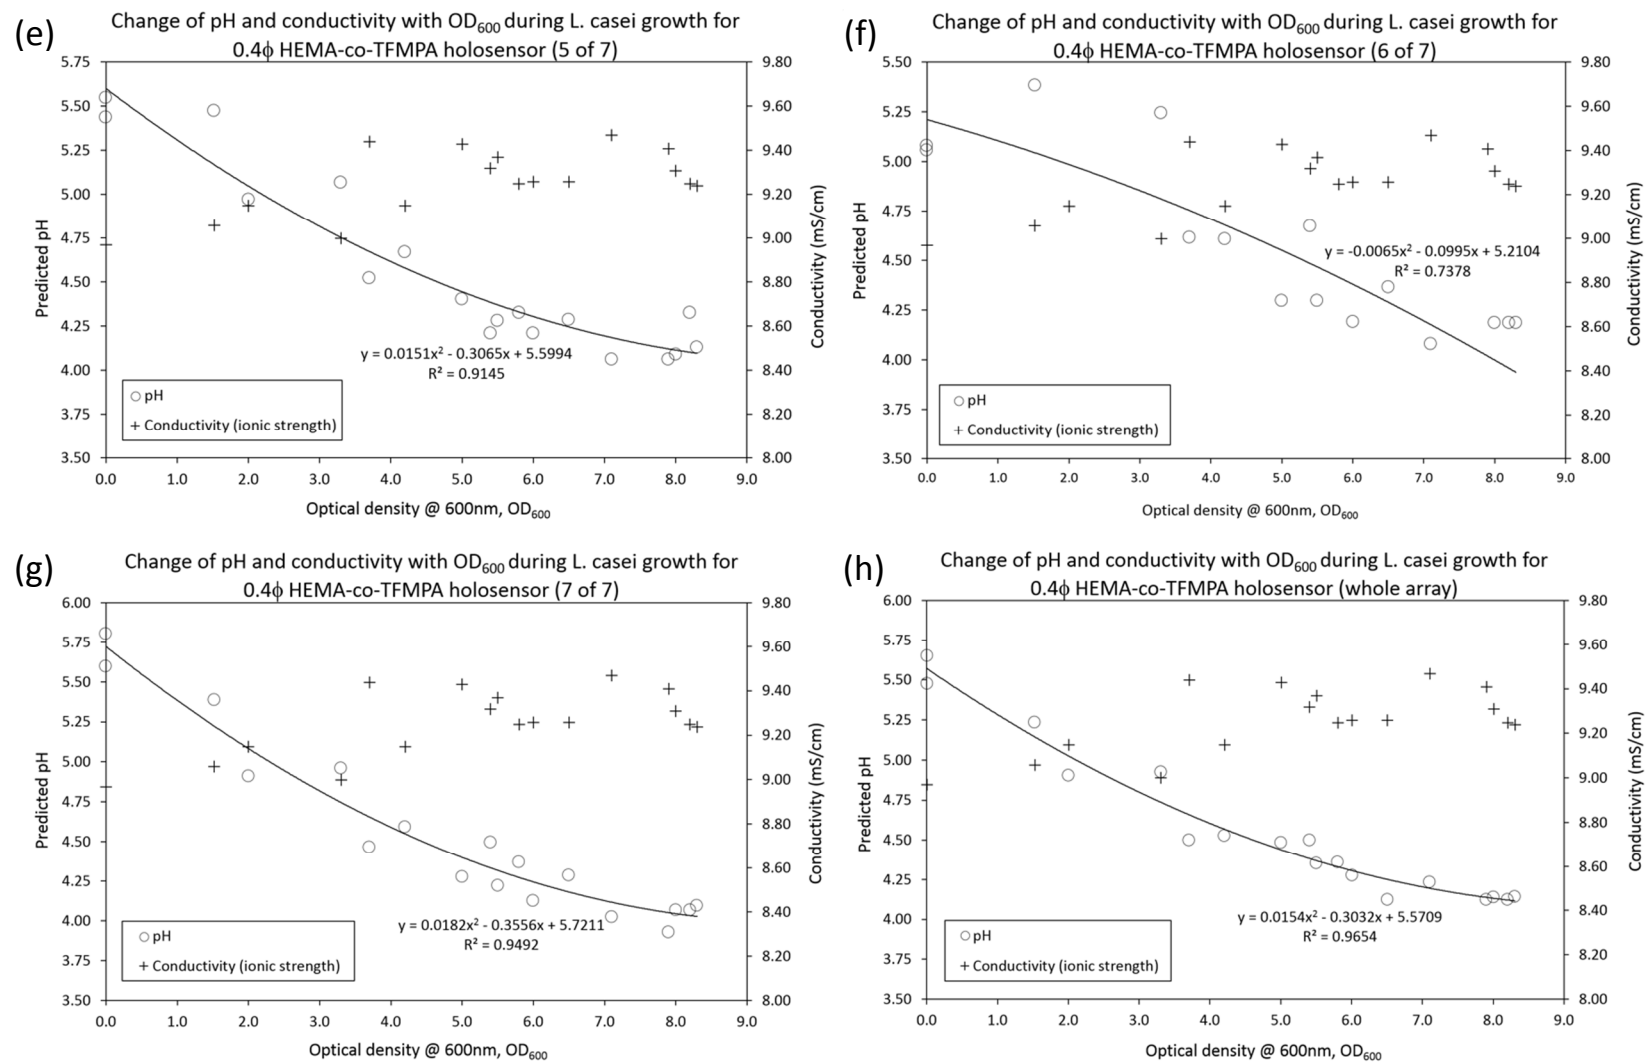 (e)
Change of pH and conductivity with OD600 during L. casei growth for
0.4ϕ HEMA-co-TFMPA holosensor (5 of 7)
5.75
5.50
5.25
5.00
4.75
4.50
4.25
4.00
3.75
3.50
Predicted pH
9.80
9.60
9.40
9.20
9.00
8.80
8.60
8.40
8.20
8.00
Conductivity (mS/cm)
y = 0.0151x² - 0.3065x + 5.5994
R² = 0.9145
pH
Conductivity (ionic strength)
0.0 1.0 2.0 3.0 4.0 5.0 6.0 7.0 8.0 9.0
Optical density @ 600nm, OD600
(f)
Change of pH and conductivity with OD600 during L. casei growth for
0.4ϕ HEMA-co-TFMPA holosensor (6 of 7)
5.50
5.25
5.00
4.75
4.50
4.25
4.00
3.75
3.50
Predicted pH
9.80
9.60
9.40
9.20
9.00
8.80
8.60
8.40
8.20
8.00
Conductivity (mS/cm)
y = -0.0065x² - 0.0995x + 5.2104
R² = 0.7378
pH
Conductivity (ionic strength)
0.0 1.0 2.0 3.0 4.0 5.0 6.0 7.0 8.0 9.0
Optical density @ 600nm, OD600
(g)
Change of pH and conductivity with OD600 during L. casei growth for
0.4ϕ HEMA-co-TFMPA holosensor (7 of 7)
6.00
5.75
5.50
5.25
5.00
4.75
4.50
4.25
4.00
3.75
3.50
Predicted pH
9.80
9.60
9.40
9.20
9.00
8.80
8.60
8.40
8.20
8.00
Conductivity (mS/cm)
y = 0.0182x² - 0.3556x + 5.7211
R² = 0.9492
pH
Conductivity (ionic strength)
0.0 1.0 2.0 3.0 4.0 5.0 6.0 7.0 8.0 9.0
Optical density @ 600nm, OD600
(h)
Change of pH and conductivity with OD600 during L. casei growth for
0.4ϕ HEMA-co-TFMPA holosensor (whole array)
6.00
5.75
5.50
5.25
5.00
4.75
4.50
4.25
4.00
3.75
3.50
Predicted pH
9.80
9.60
9.40
9.20
9.00
8.80
8.60
8.40
8.20
8.00
Conductivity (mS/cm)
y = 0.0154x² - 0.3032x + 5.5709
R² = 0.9654
pH
Conductivity (ionic strength)
0.0 1.0 2.0 3.0 4.0 5.0 6.0 7.0 8.0 9.0
Optical density @ 600nm, OD600